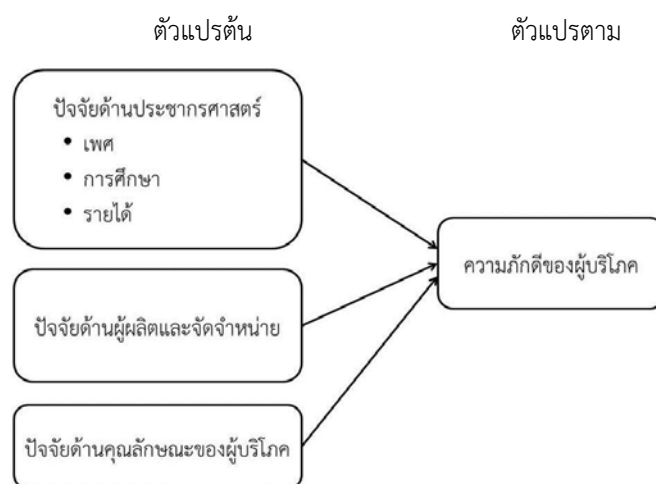 ตัวแปรต้น
ตัวแปรตาม
ปัจจัยด้านประชากรศาสตร์
• เพศ
• การศึกษา
• รายได้
ความภักดีของผู้บริโภค
ปัจจัยด้านผู้ผลิตและจัดจำหน่าย
ปัจจัยด้านคุณลักษณะของผู้บริโภค